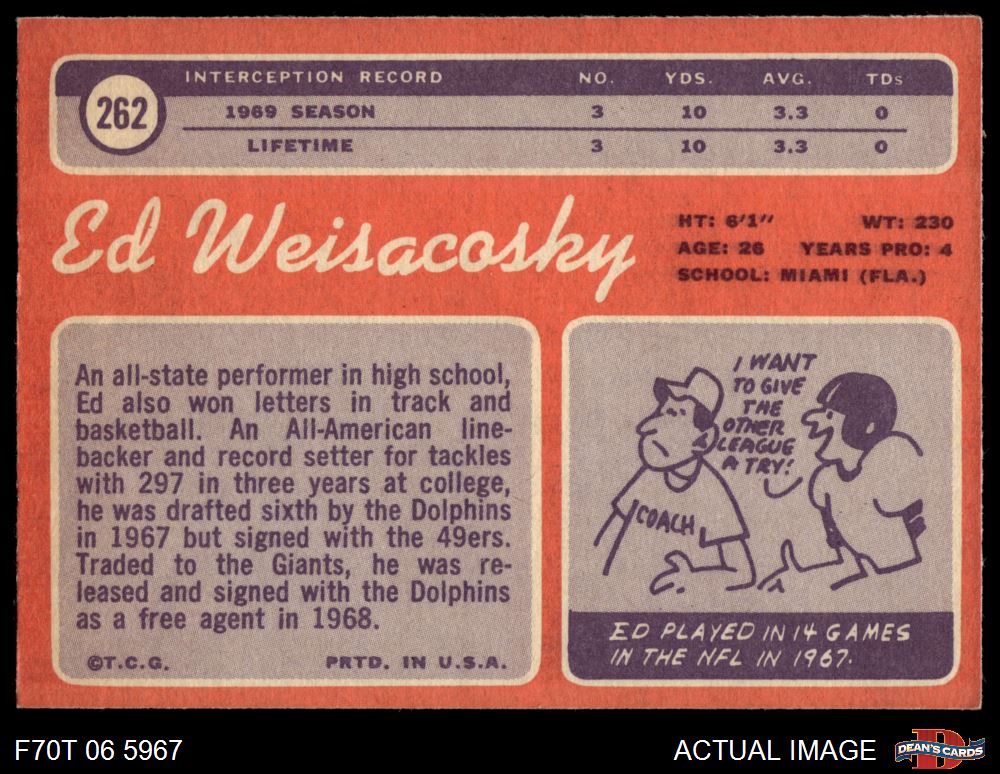 INTERCEPTION RECORD NO. YDS. AVG. TDs
262
1969 SEASON 3 10 3.3 0
LIFETIME 3 10 3.3 0
Ed Weisacosky
HT: 6'1" WT: 230
AGE: 26 YEARS PRO: 4
SCHOOL: MIAMI (FLA.)
An all-state performer in high school,
Ed also won letters in track and
basketball. An All-American line-
backer and record setter for tackles
with 297 in three years at college,
he was drafted sixth by the Dolphins
in 1967 but signed with the 49ers.
Traded to the Giants, he was re-
leased and signed with the Dolphins
as a free agent in 1968.
©T.C.G. PRTD. IN U.S.A.
I WANT
TO GIVE
THE
OTHER
LEAGUE
A TRY!
COACH
ED PLAYED IN 14 GAMES
IN THE NFL IN 1967.
F70T 06 5967 ACTUAL IMAGE
D
DEAN'S CARDS